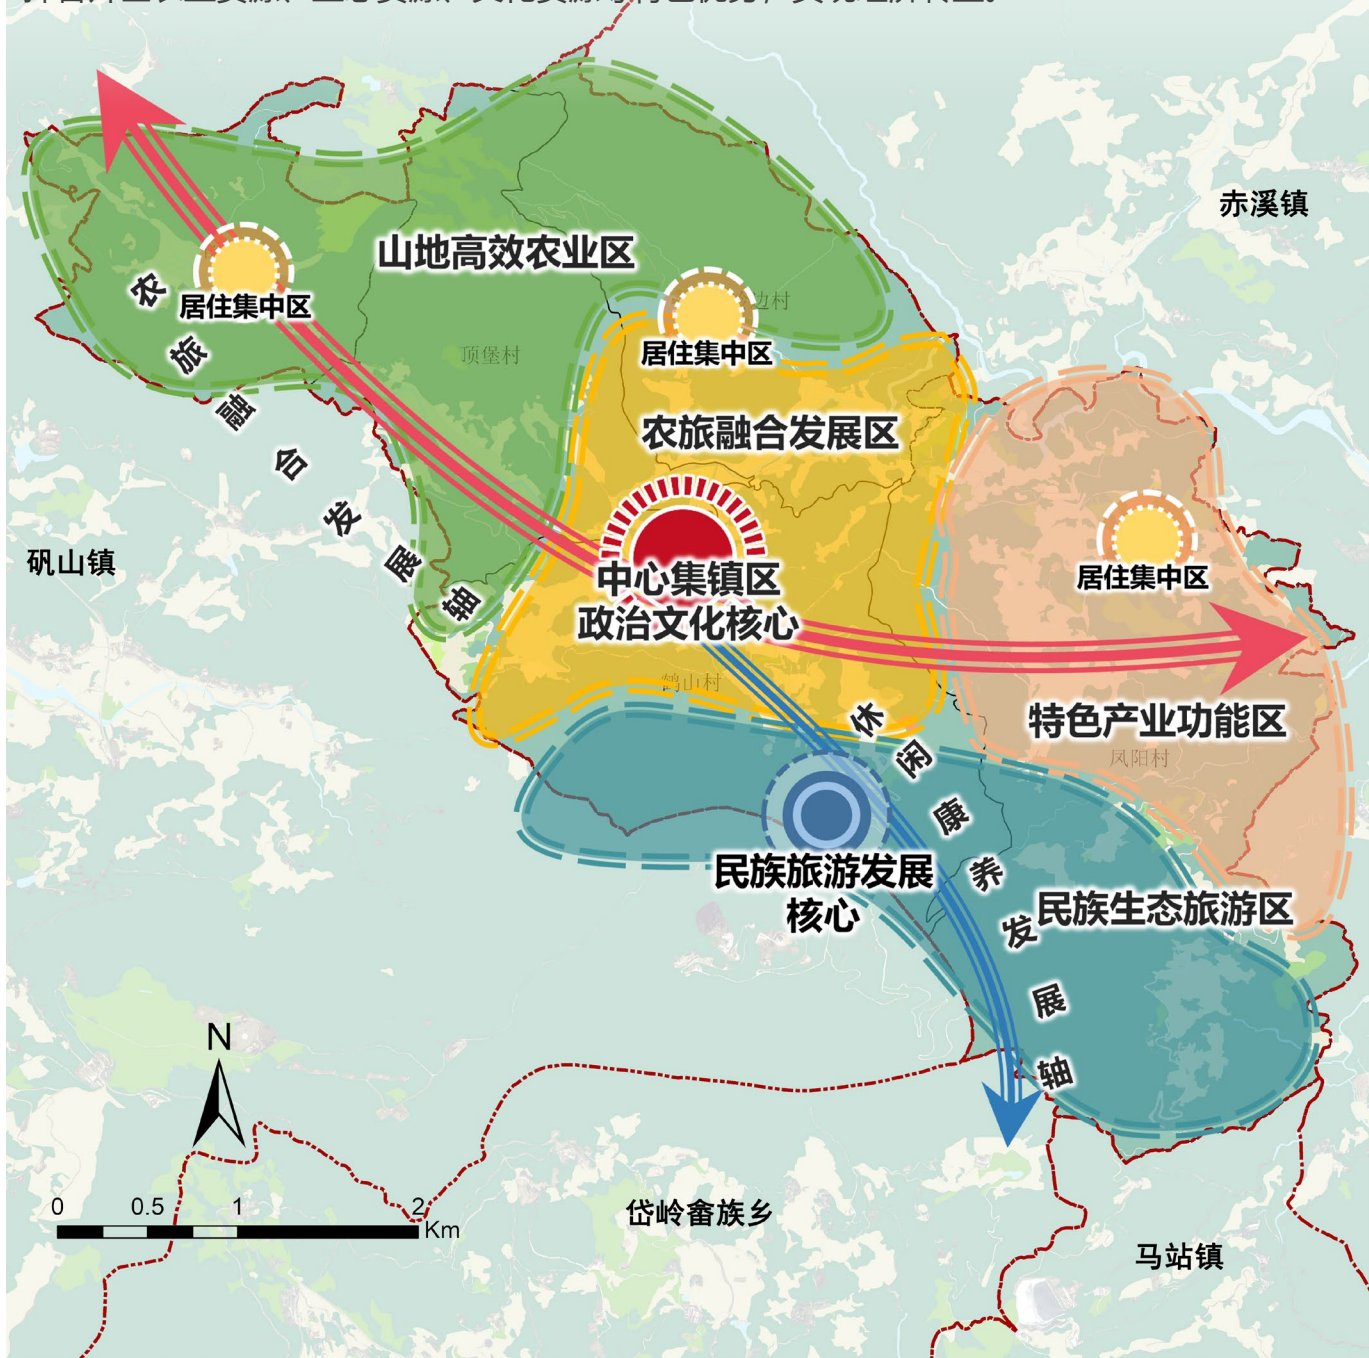 赤溪镇
山地高效农业区
居住集中区
边村
居住集中区
顶堡村
农旅融合发展轴
农旅融合发展区
矾山镇
居住集中区
中心集镇区
政治文化核心
鹤山村
特色产业功能区
凤阳村
休闲康养发展轴
民族旅游发展
核心
民族生态旅游区
N
0 0.5 1 2
Km
岱岭畲族乡
马站镇